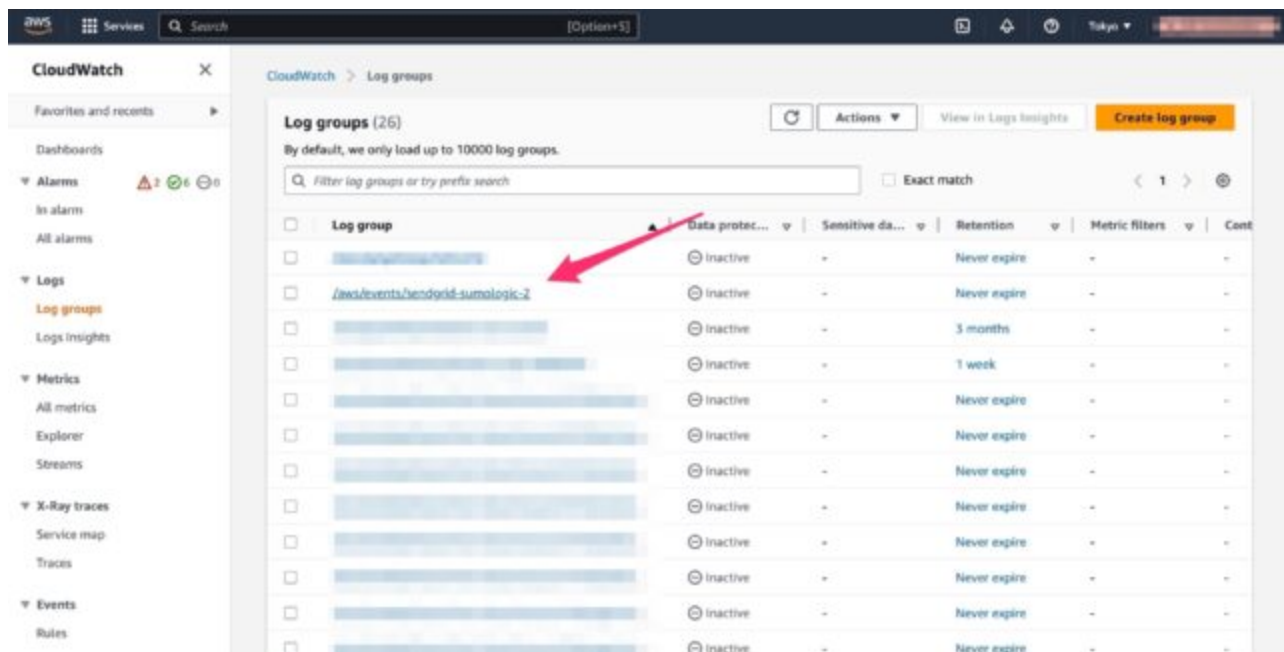 aws Services Search [Option+S] Tokyo
CloudWatch
Favorites and recents
Dashboards
Alarms 2 6 0
In alarm
All alarms
Logs
Log groups
Logs Insights
Metrics
All metrics
Explorer
Streams
X-Ray traces
Service map
Traces
Events
Rules
CloudWatch > Log groups
Log groups (26)
Actions View in Logs Insights Create log group
By default, we only load up to 10000 log groups.
Filter log groups or try prefix search Exact match 1
Log group Data protec... Sensitive da... Retention Metric filters Cont
Inactive - Never expire - -
/aws/events/sendgrid-sumologic-2 Inactive - Never expire - -
Inactive - 3 months - -
Inactive - 1 week - -
Inactive - Never expire - -
Inactive - Never expire - -
Inactive - Never expire - -
Inactive - Never expire - -
Inactive - Never expire - -
Inactive - Never expire - -
Inactive - Never expire - -
Inactive Never expire